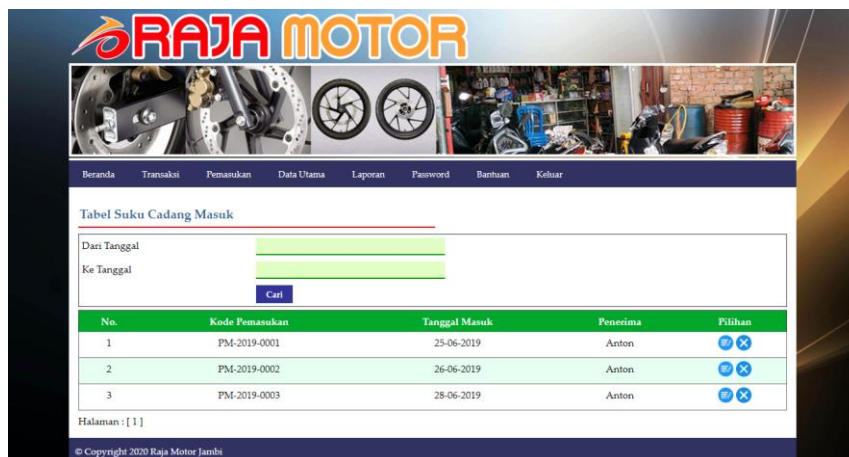 RAJA MOTOR
Beranda Transaksi Pemasukan Data Utama Laporan Password Bantuan Keluar
Tabel Suku Cadang Masuk
Dari Tanggal
Ke Tanggal
Cari
No. Kode Pemasukan Tanggal Masuk Penerima Pilihan
1 PM-2019-0001 25-06-2019 Anton
2 PM-2019-0002 26-06-2019 Anton
3 PM-2019-0003 28-06-2019 Anton
Halaman : [ 1 ]
© Copyright 2020 Raja Motor Jambi